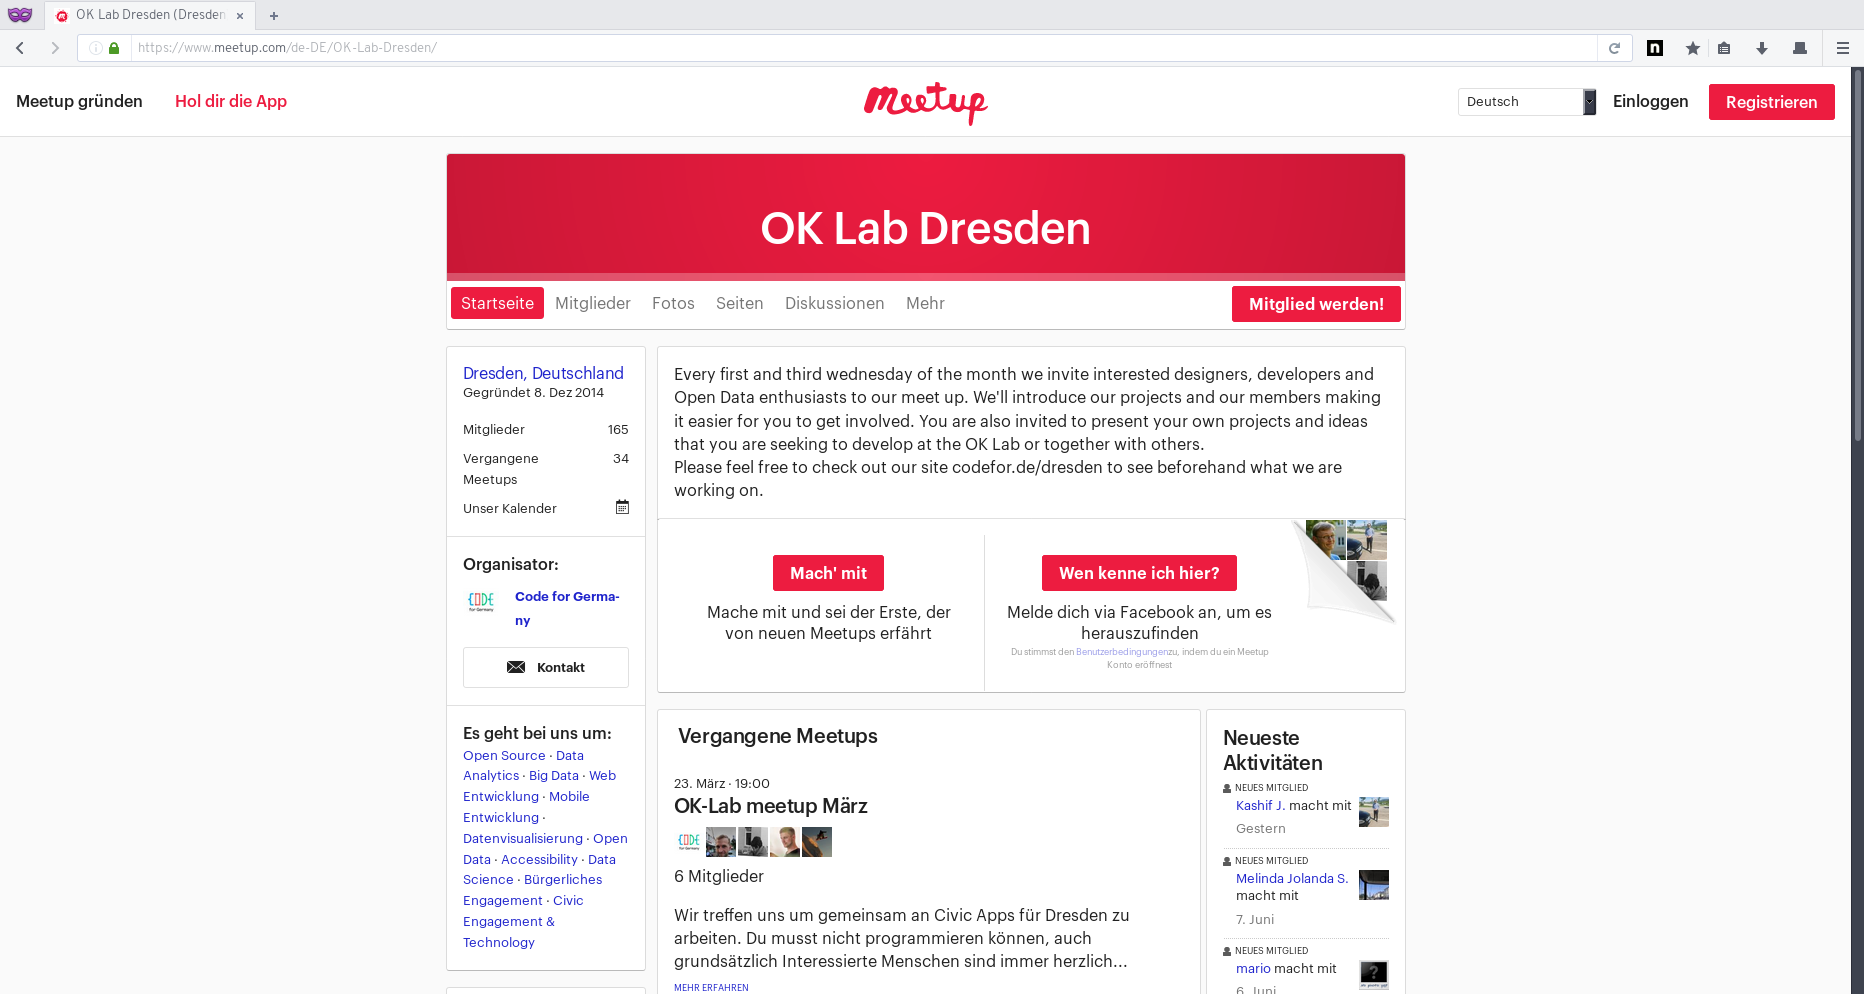 OK Lab Dresden (Dresden
https://www.meetup.com/de-DE/OK-Lab-Dresden/
Meetup gründen
Hol dir die App
Meetup
Deutsch
Einloggen
Registrieren
OK Lab Dresden
Startseite
Mitglieder
Fotos
Seiten
Diskussionen
Mehr
Mitglied werden!
Dresden, Deutschland
Gegründet 8. Dez 2014
Mitglieder 165
Vergangene 34
Meetups
Unser Kalender
Organisator:
CODE
for Germany
Code for Germa-
ny
Kontakt
Es geht bei uns um:
Open Source · Data
Analytics · Big Data · Web
Entwicklung · Mobile
Entwicklung ·
Datenvisualisierung · Open
Data · Accessibility · Data
Science · Bürgerliches
Engagement · Civic
Engagement &
Technology
Every first and third wednesday of the month we invite interested designers, developers and
Open Data enthusiasts to our meet up. We'll introduce our projects and our members making
it easier for you to get involved. You are also invited to present your own projects and ideas
that you are seeking to develop at the OK Lab or together with others.
Please feel free to check out our site codefor.de/dresden to see beforehand what we are
working on.
Mach' mit
Mache mit und sei der Erste, der
von neuen Meetups erfährt
Wen kenne ich hier?
Melde dich via Facebook an, um es
herauszufinden
Du stimmst den Benutzerbedingungenzu, indem du ein Meetup
Konto eröffnest
Vergangene Meetups
23. März · 19:00
OK-Lab meetup März
CODE
for Germany
6 Mitglieder
Wir treffen uns um gemeinsam an Civic Apps für Dresden zu
arbeiten. Du musst nicht programmieren können, auch
grundsätzlich Interessierte Menschen sind immer herzlich...
MEHR ERFAHREN
Neueste
Aktivitäten
NEUES MITGLIED
Kashif J. macht mit
Gestern
NEUES MITGLIED
Melinda Jolanda S.
macht mit
7. Juni
NEUES MITGLIED
mario macht mit
6. Juni